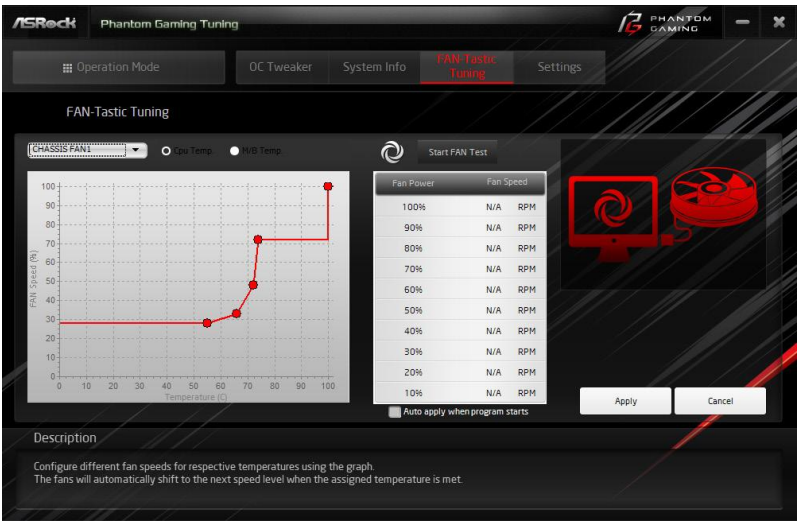 ASRock Phantom Gaming Tuning PHANTOM GAMING
Operation Mode OC Tweaker System Info FAN-Tastic Tuning Settings
FAN-Tastic Tuning
CHASSIS FAN1 Cpu Temp. M/B Temp. Start FAN Test
100
90
80
70
60
50
40
30
20
10
0
FAN Speed (%)
0 10 20 30 40 50 60 70 80 90 100
Temperature (C)
Fan Power Fan Speed
100% N/A RPM
90% N/A RPM
80% N/A RPM
70% N/A RPM
60% N/A RPM
50% N/A RPM
40% N/A RPM
30% N/A RPM
20% N/A RPM
10% N/A RPM
Auto apply when program starts
Apply Cancel
Description
Configure different fan speeds for respective temperatures using the graph.
The fans will automatically shift to the next speed level when the assigned temperature is met.